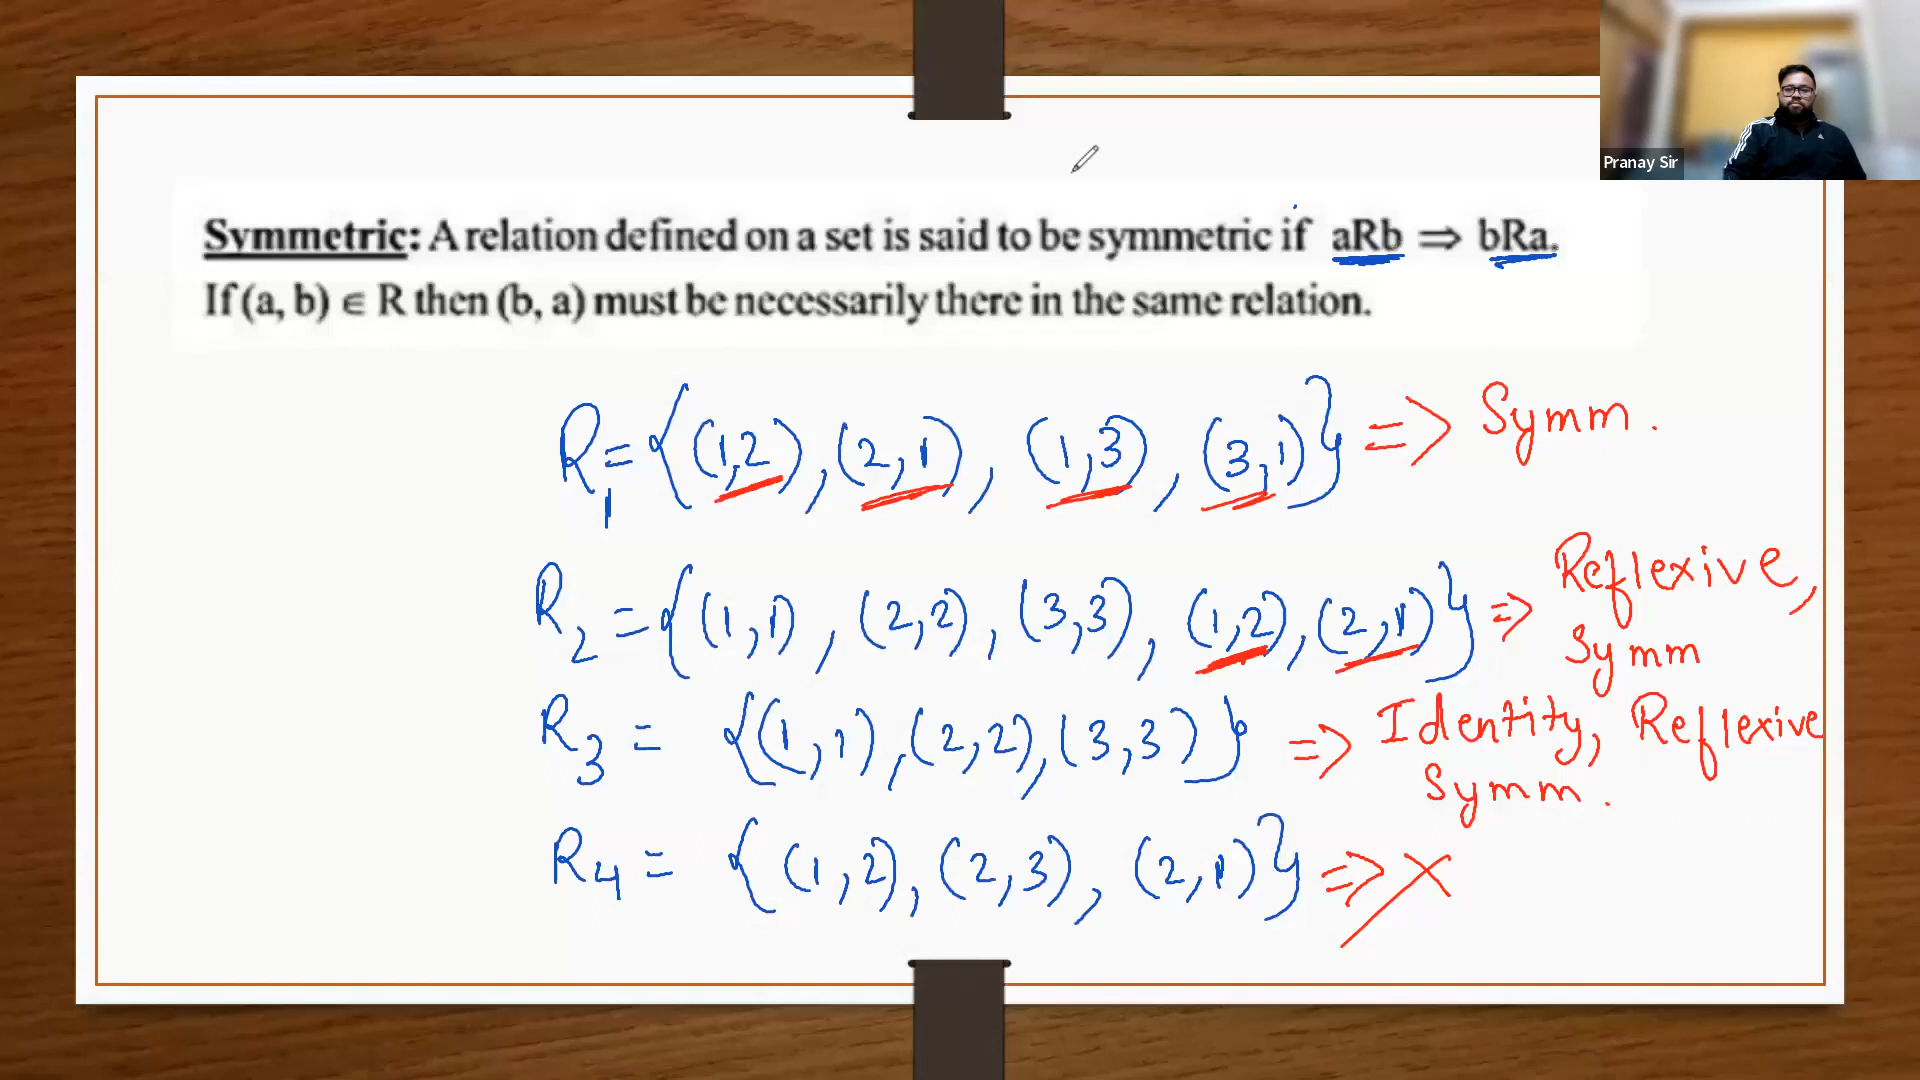 Pranay Sir
Symmetric: A relation defined on a set is said to be symmetric if aRb ⇒ bRa.
If (a, b) ∈ R then (b, a) must be necessarily there in the same relation.
R₁ = {(1,2), (2,1), (1,3), (3,1)} => Symm.
R₂ = {(1,1), (2,2), (3,3), (1,2), (2,1)} => Reflexive,
Symm
R₃ = {(1,1), (2,2), (3,3)} => Identity, Reflexive
Symm.
R₄ = {(1,2), (2,3), (2,1)} => X